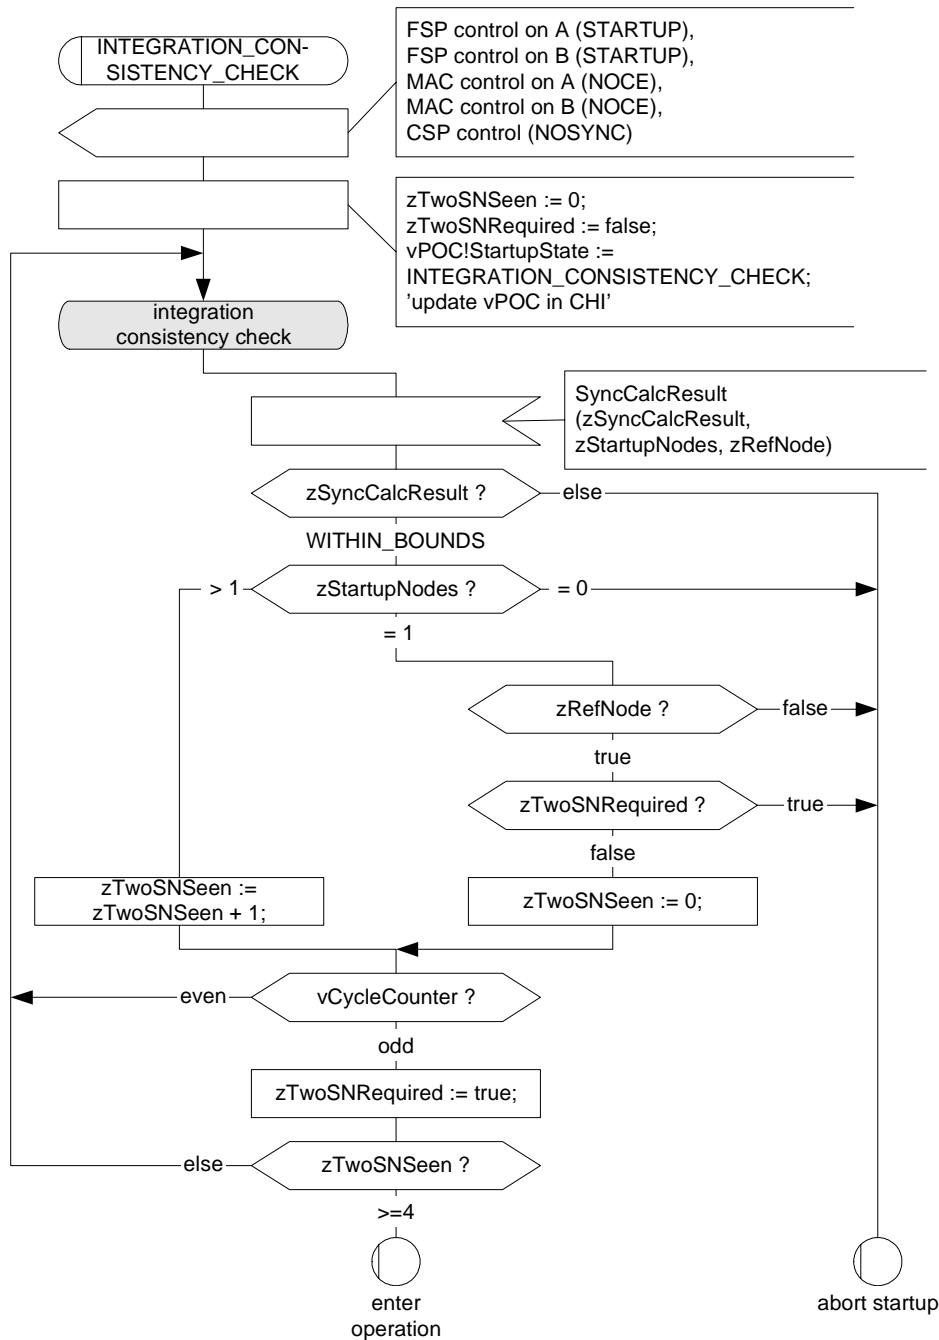 INTEGRATION_CON-
SISTENCY_CHECK
FSP control on A (STARTUP),
FSP control on B (STARTUP),
MAC control on A (NOCE),
MAC control on B (NOCE),
CSP control (NOSYNC)
zTwoSNSeen := 0;
zTwoSNRequired := false;
vPOC!StartupState :=
INTEGRATION_CONSISTENCY_CHECK;
’update vPOC in CHI’
integration
consistency check
SyncCalcResult
(zSyncCalcResult,
zStartupNodes, zRefNode)
zSyncCalcResult ?
else
WITHIN_BOUNDS
> 1
zStartupNodes ?
= 0
= 1
zRefNode ?
false
true
zTwoSNRequired ?
true
false
zTwoSNSeen :=
zTwoSNSeen + 1;
zTwoSNSeen := 0;
even
vCycleCounter ?
odd
zTwoSNRequired := true;
else
zTwoSNSeen ?
>=4
enter
operation
abort startup